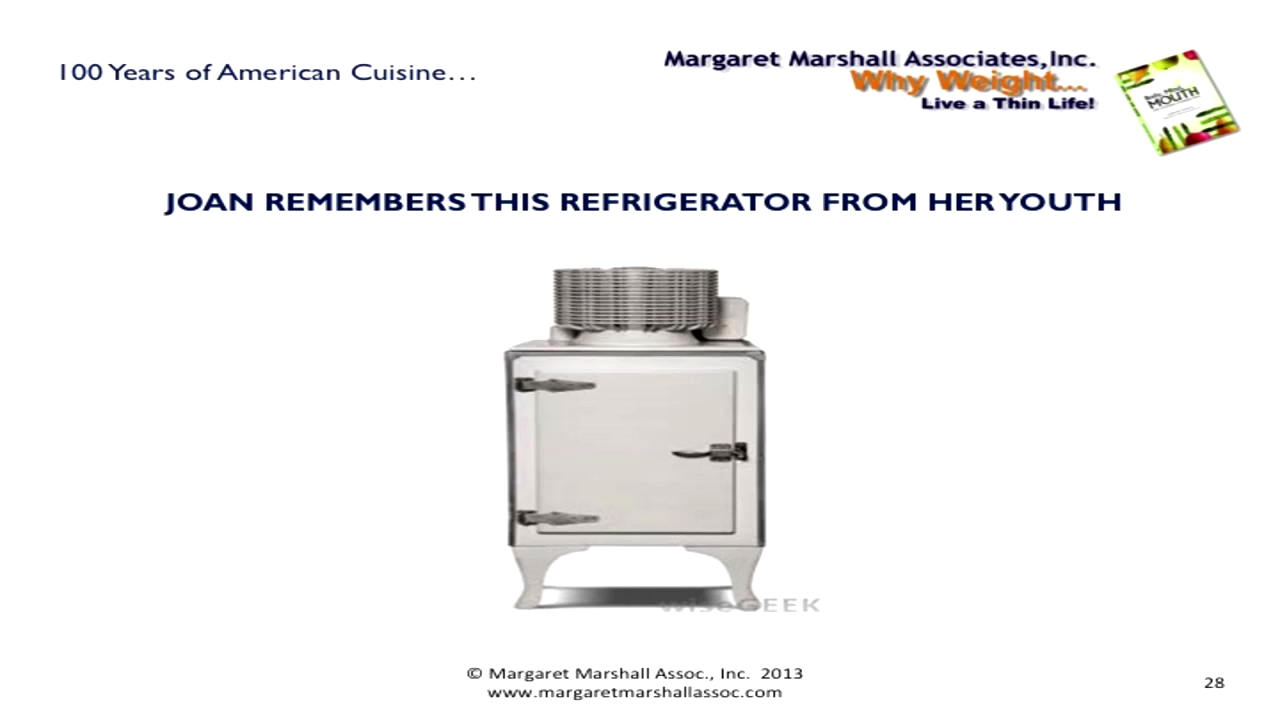 100 Years of American Cuisine...
Margaret Marshall Associates,Inc.
Why Weight....
Live a Thin Life!
MOUTH
JOAN REMEMBERS THIS REFRIGERATOR FROM HER YOUTH
wiseGEEK
© Margaret Marshall Assoc., Inc. 2013
www.margaretmarshallassoc.com
28